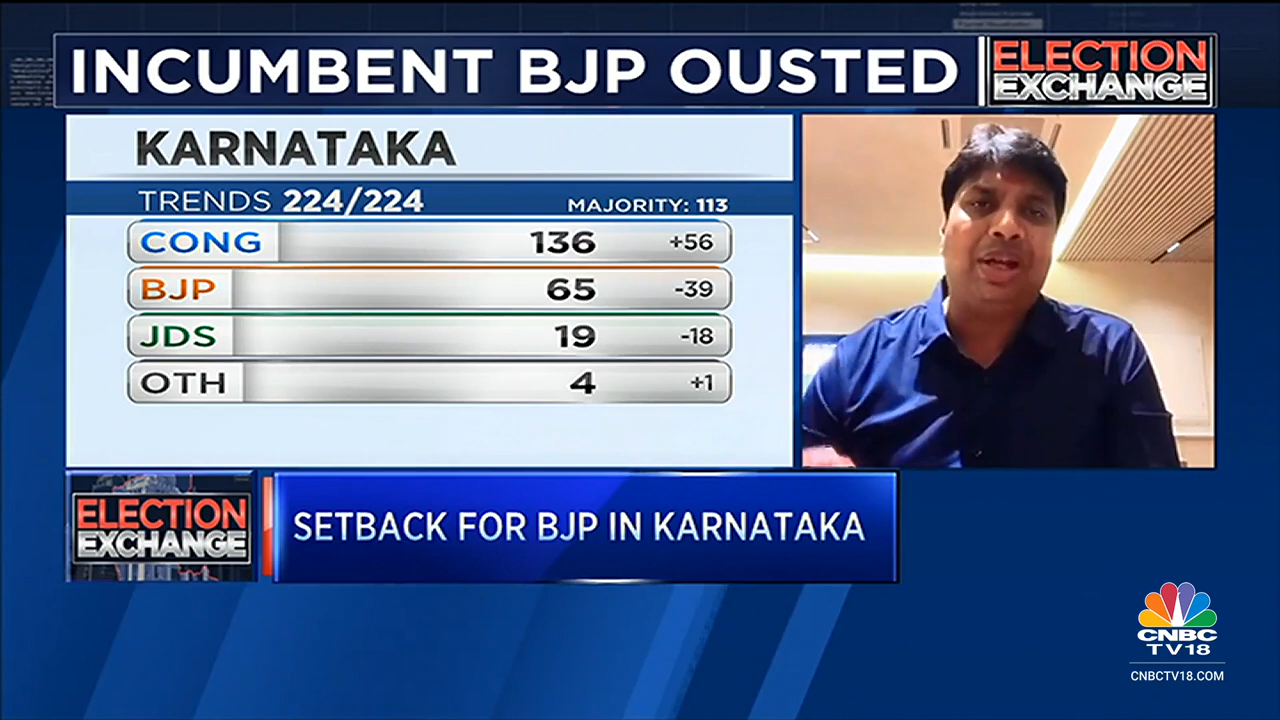 INCUMBENT BJP OUSTED
ELECTION
EXCHANGE
KARNATAKA
TRENDS 224/224 MAJORITY: 113
CONG 136 +56
BJP 65 -39
JDS 19 -18
OTH 4 +1
ELECTION
EXCHANGE
SETBACK FOR BJP IN KARNATAKA
CNBC
TV18
CNBCTV18.COM